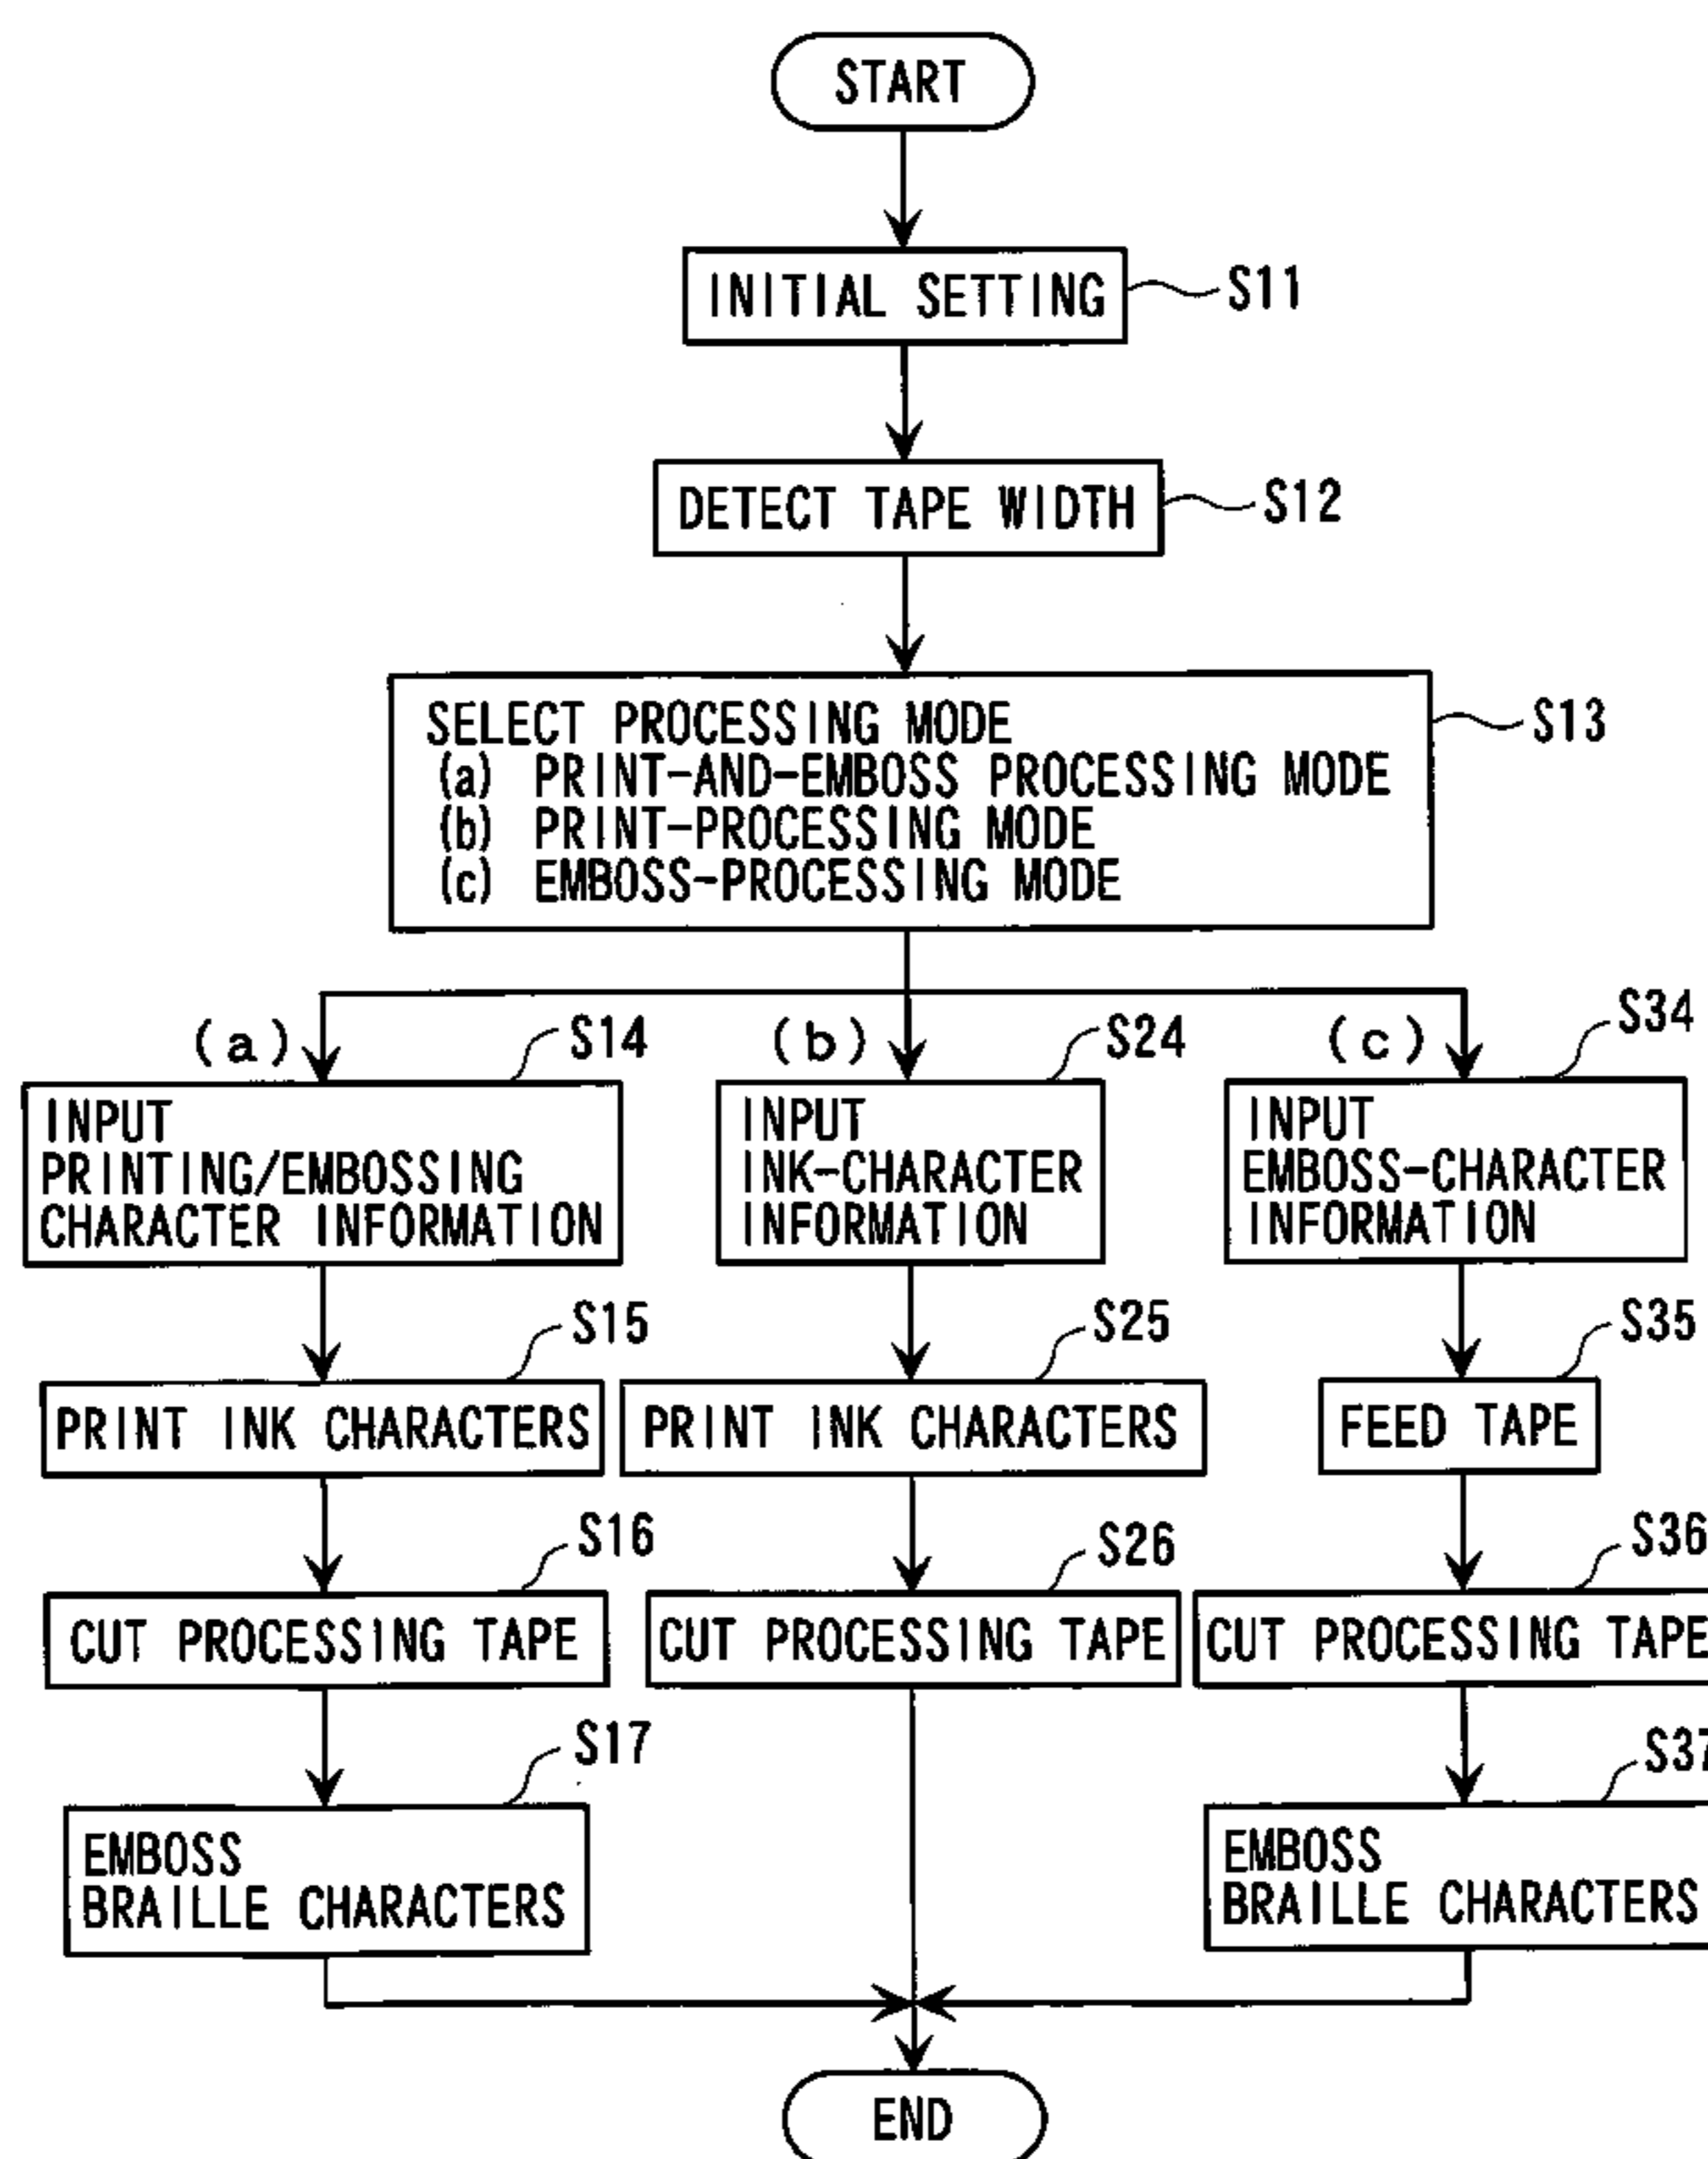 START
INITIAL SETTING
S11
DETECT TAPE WIDTH
S12
SELECT PROCESSING MODE
(a) PRINT-AND-EMBOSS PROCESSING MODE
(b) PRINT-PROCESSING MODE
(c) EMBOSS-PROCESSING MODE
S13
(a)
S14
INPUT
PRINTING/EMBOSSING
CHARACTER INFORMATION
(b)
S24
INPUT
INK-CHARACTER
INFORMATION
(c)
S34
INPUT
EMBOSS-CHARACTER
INFORMATION
S15
PRINT INK CHARACTERS
S25
PRINT INK CHARACTERS
S35
FEED TAPE
S16
CUT PROCESSING TAPE
S26
CUT PROCESSING TAPE
S36
CUT PROCESSING TAPE
S17
EMBOSS
BRAILLE CHARACTERS
S37
EMBOSS
BRAILLE CHARACTERS
END